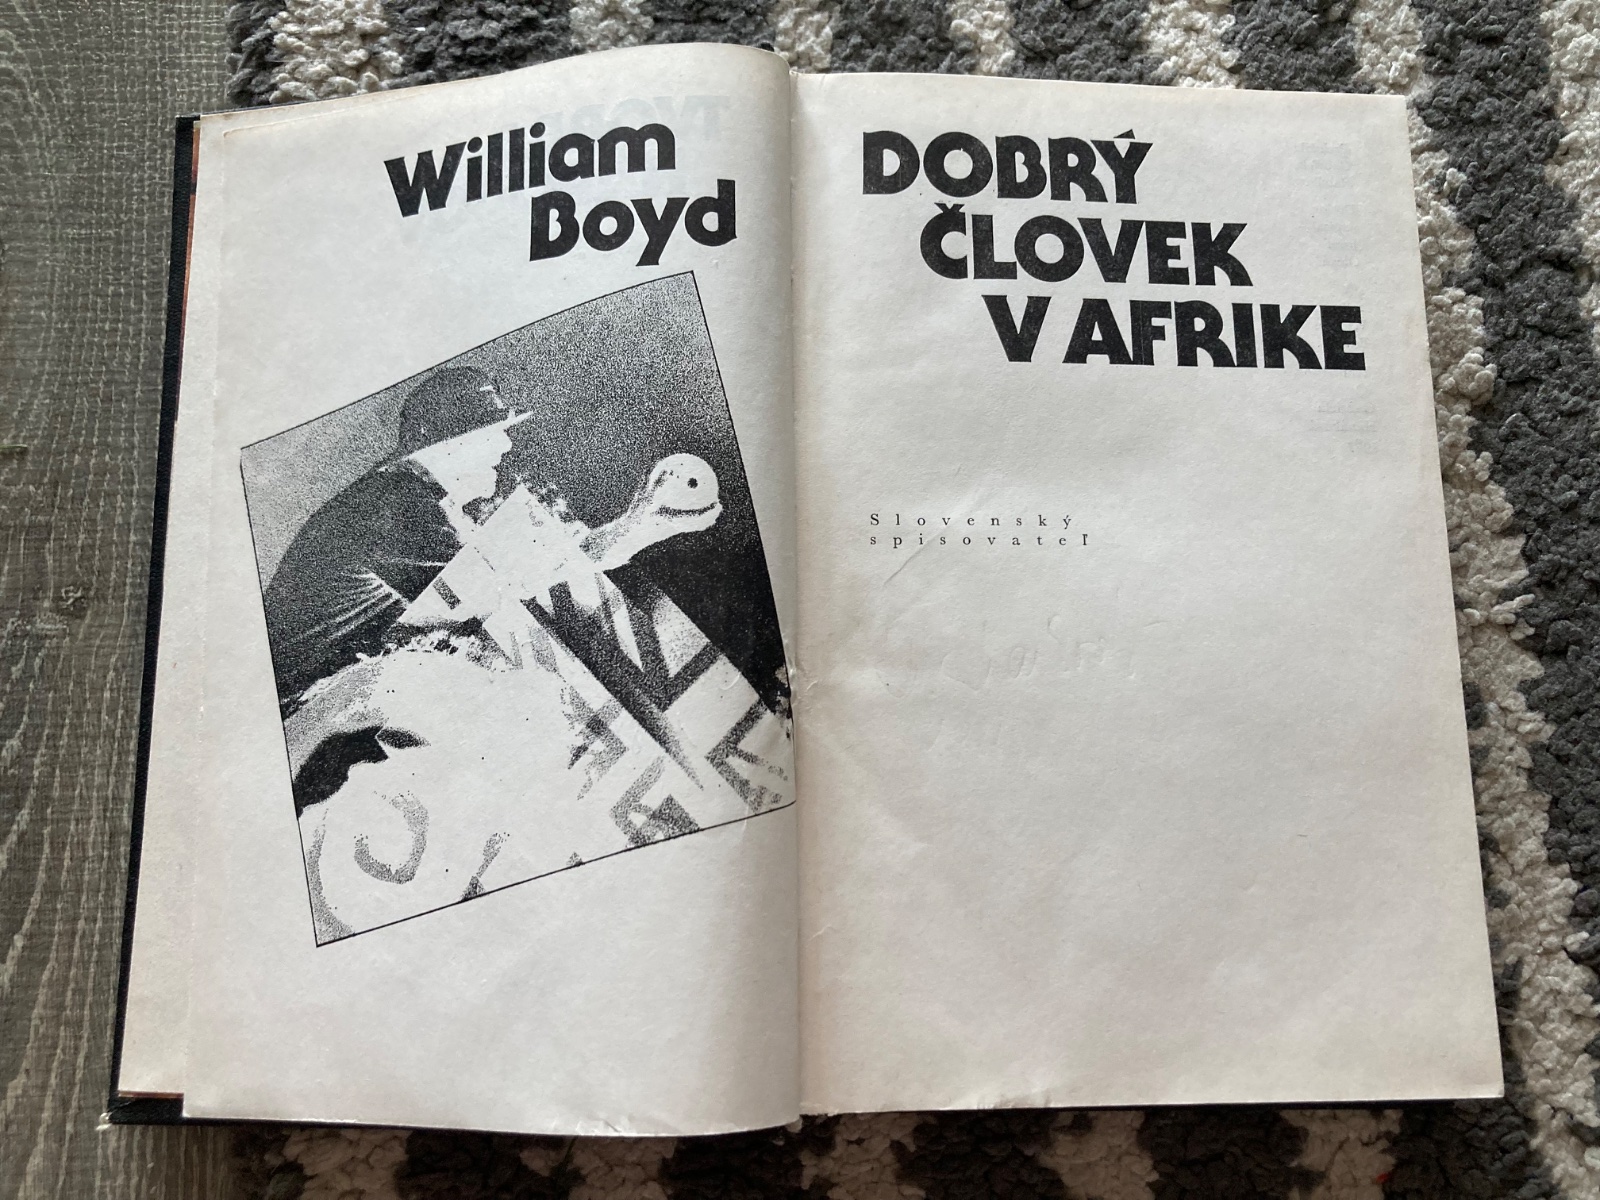 William
Boyd
DOBRÝ
ČLOVEK
V AFRIKE
Slovenský
spisovateľ